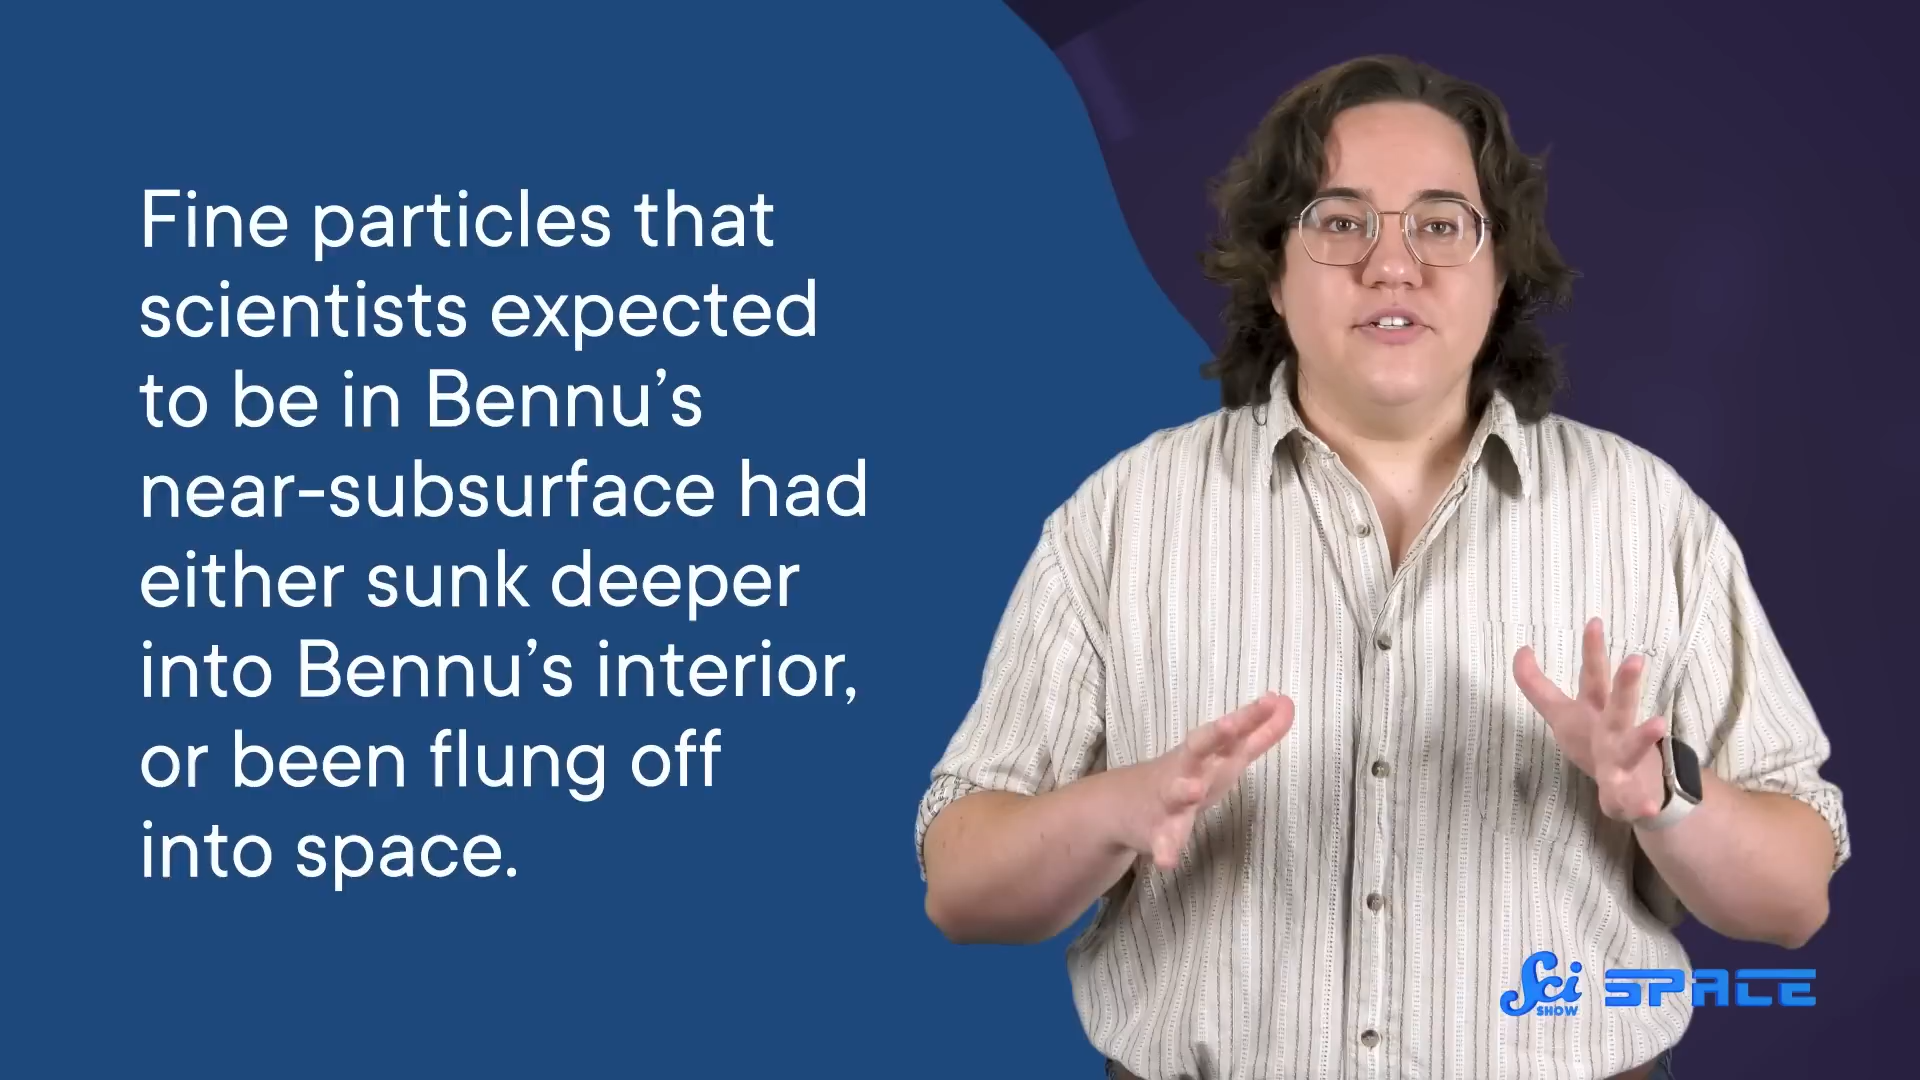 Fine particles that
scientists expected
to be in Bennu’s
near-subsurface had
either sunk deeper
into Bennu’s interior,
or been flung off
into space.
Sci SHOW SPACE